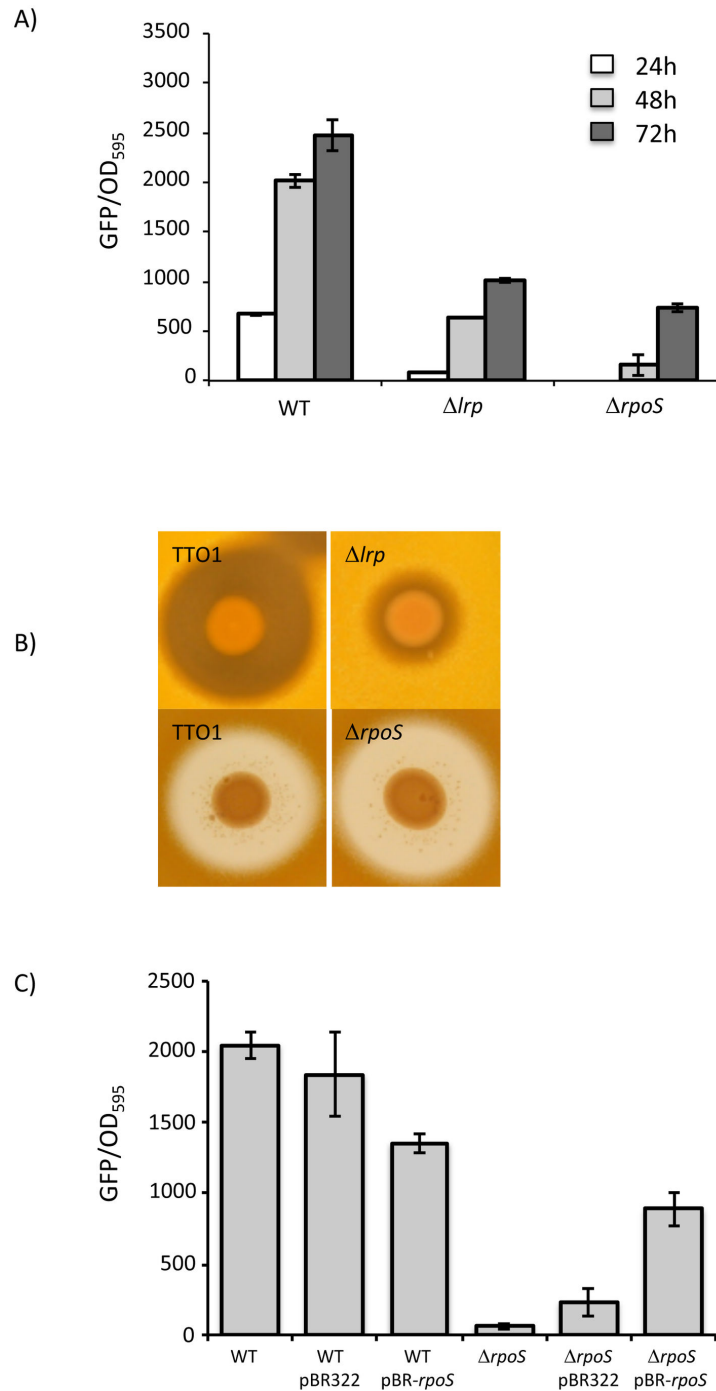 A)
3500
3000
2500
2000
1500
1000
500
0
GFP/OD595
24h
48h
72h
WT
Δlrp
ΔrpoS
B)
TTO1
Δlrp
TTO1
ΔrpoS
C)
2500
2000
1500
1000
500
0
GFP/OD595
WT
WT
pBR322
WT
pBR-rpoS
ΔrpoS
ΔrpoS
pBR322
ΔrpoS
pBR-rpoS